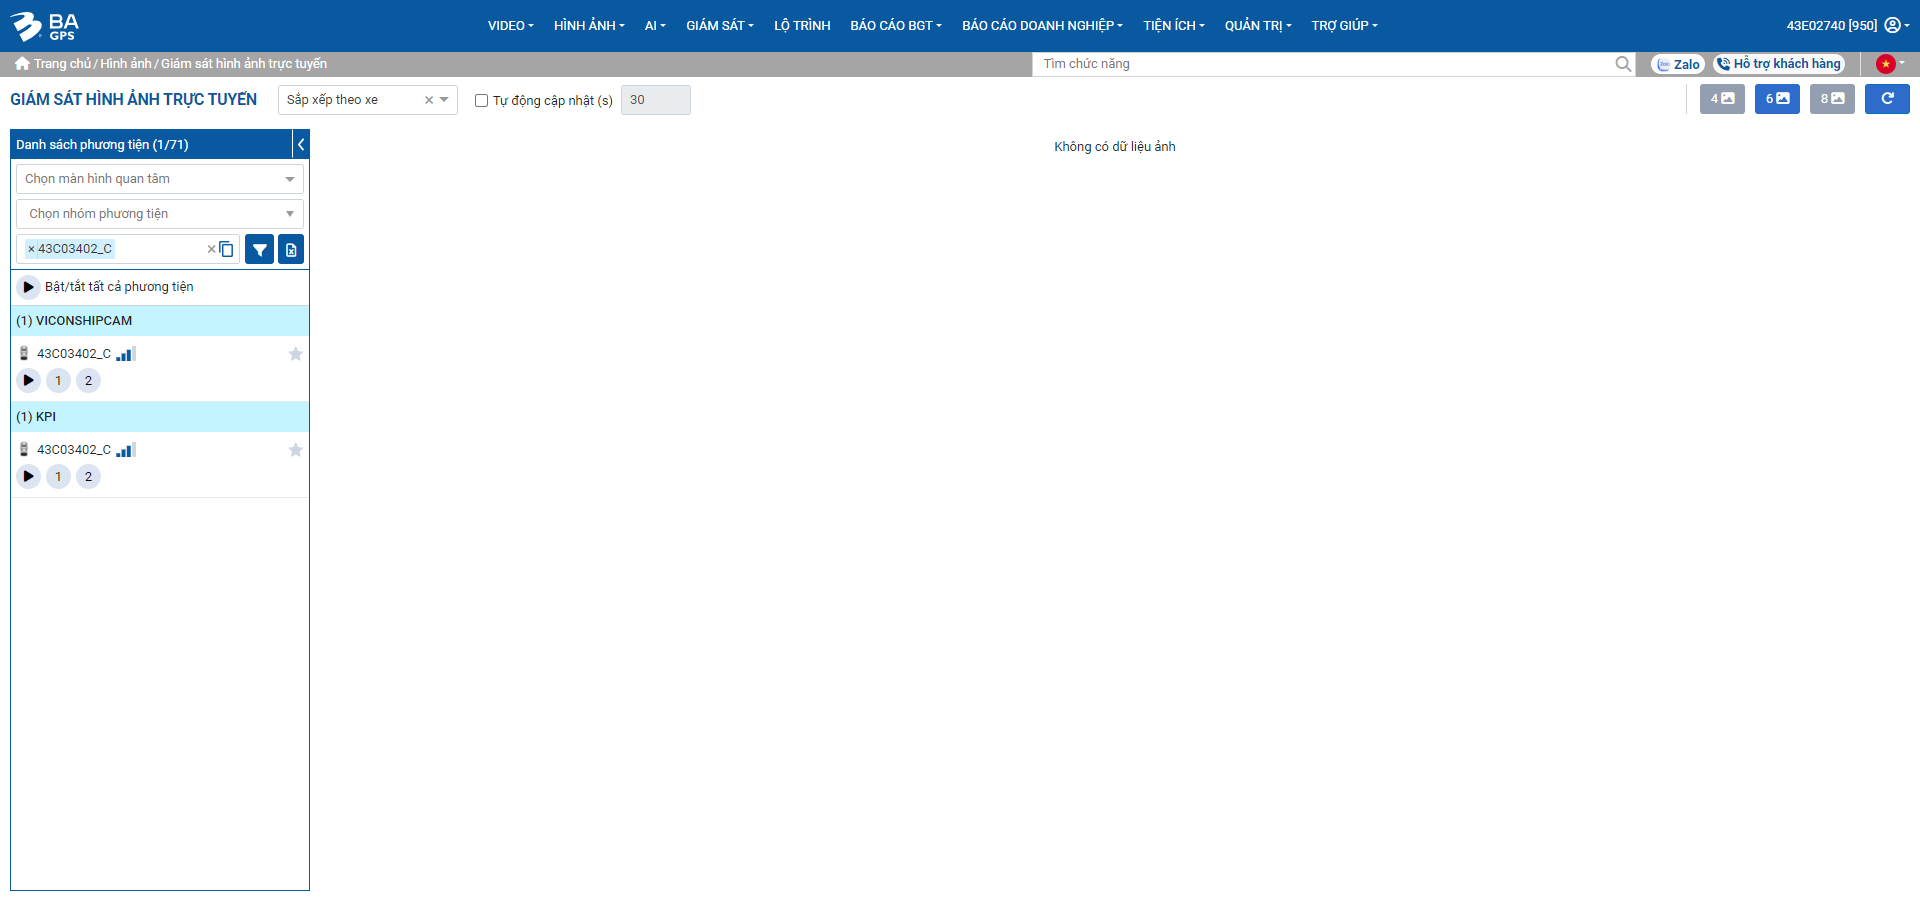 BA GPS
VIDEO HÌNH ẢNH AI GIÁM SÁT LỘ TRÌNH BÁO CÁO BGT BÁO CÁO DOANH NGHIỆP TIỆN ÍCH QUẢN TRỊ TRỢ GIÚP 43E02740 [950]
Trang chủ / Hình ảnh / Giám sát hình ảnh trực tuyến Tìm chức năng Zalo Hỗ trợ khách hàng
GIÁM SÁT HÌNH ẢNH TRỰC TUYẾN Sắp xếp theo xe × Tự động cập nhật (s) 30 4 6 8
Danh sách phương tiện (1/71)
Không có dữ liệu ảnh
Chọn màn hình quan tâm
Chọn nhóm phương tiện
× 43C03402_C ×
Bật/tắt tất cả phương tiện
(1) VICONSHIPCAM
43C03402_C
1 2
(1) KPI
43C03402_C
1 2